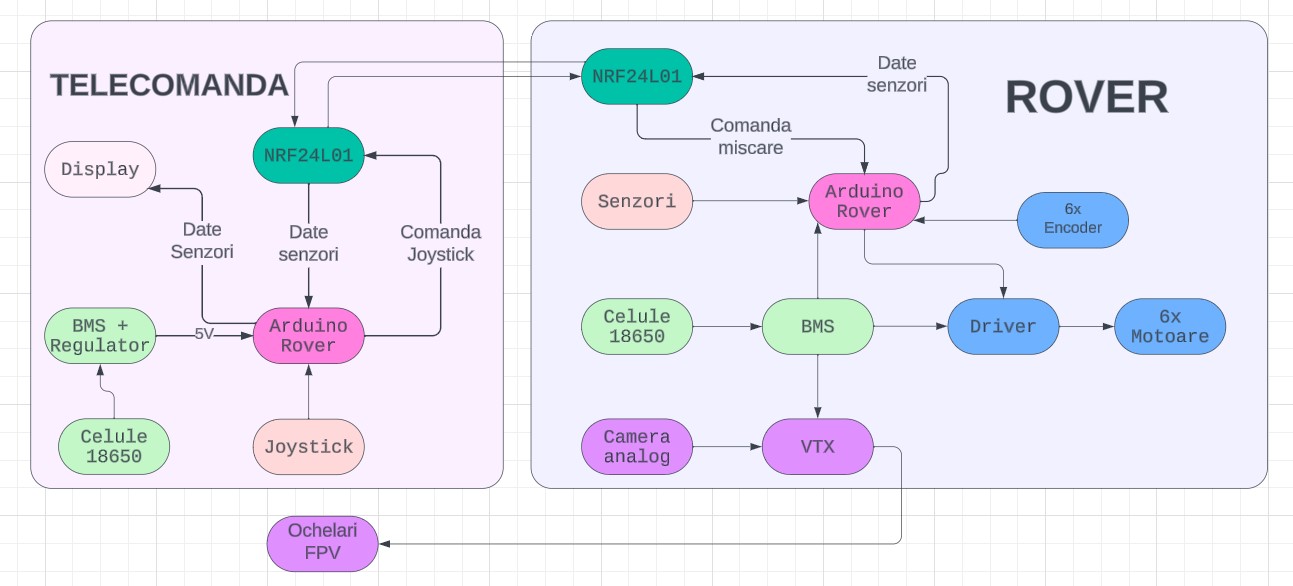 TELECOMANDA
NRF24L01
Display
Date
Senzori
Date
senzori
Comanda
Joystick
BMS +
Regulator
5V
Arduino
Rover
Celule
18650
Joystick
ROVER
NRF24L01
Date
senzori
Comanda
miscare
Senzori
Arduino
Rover
6x
Encoder
Celule
18650
BMS
Driver
6x
Motoare
Camera
analog
VTX
Ochelari
FPV